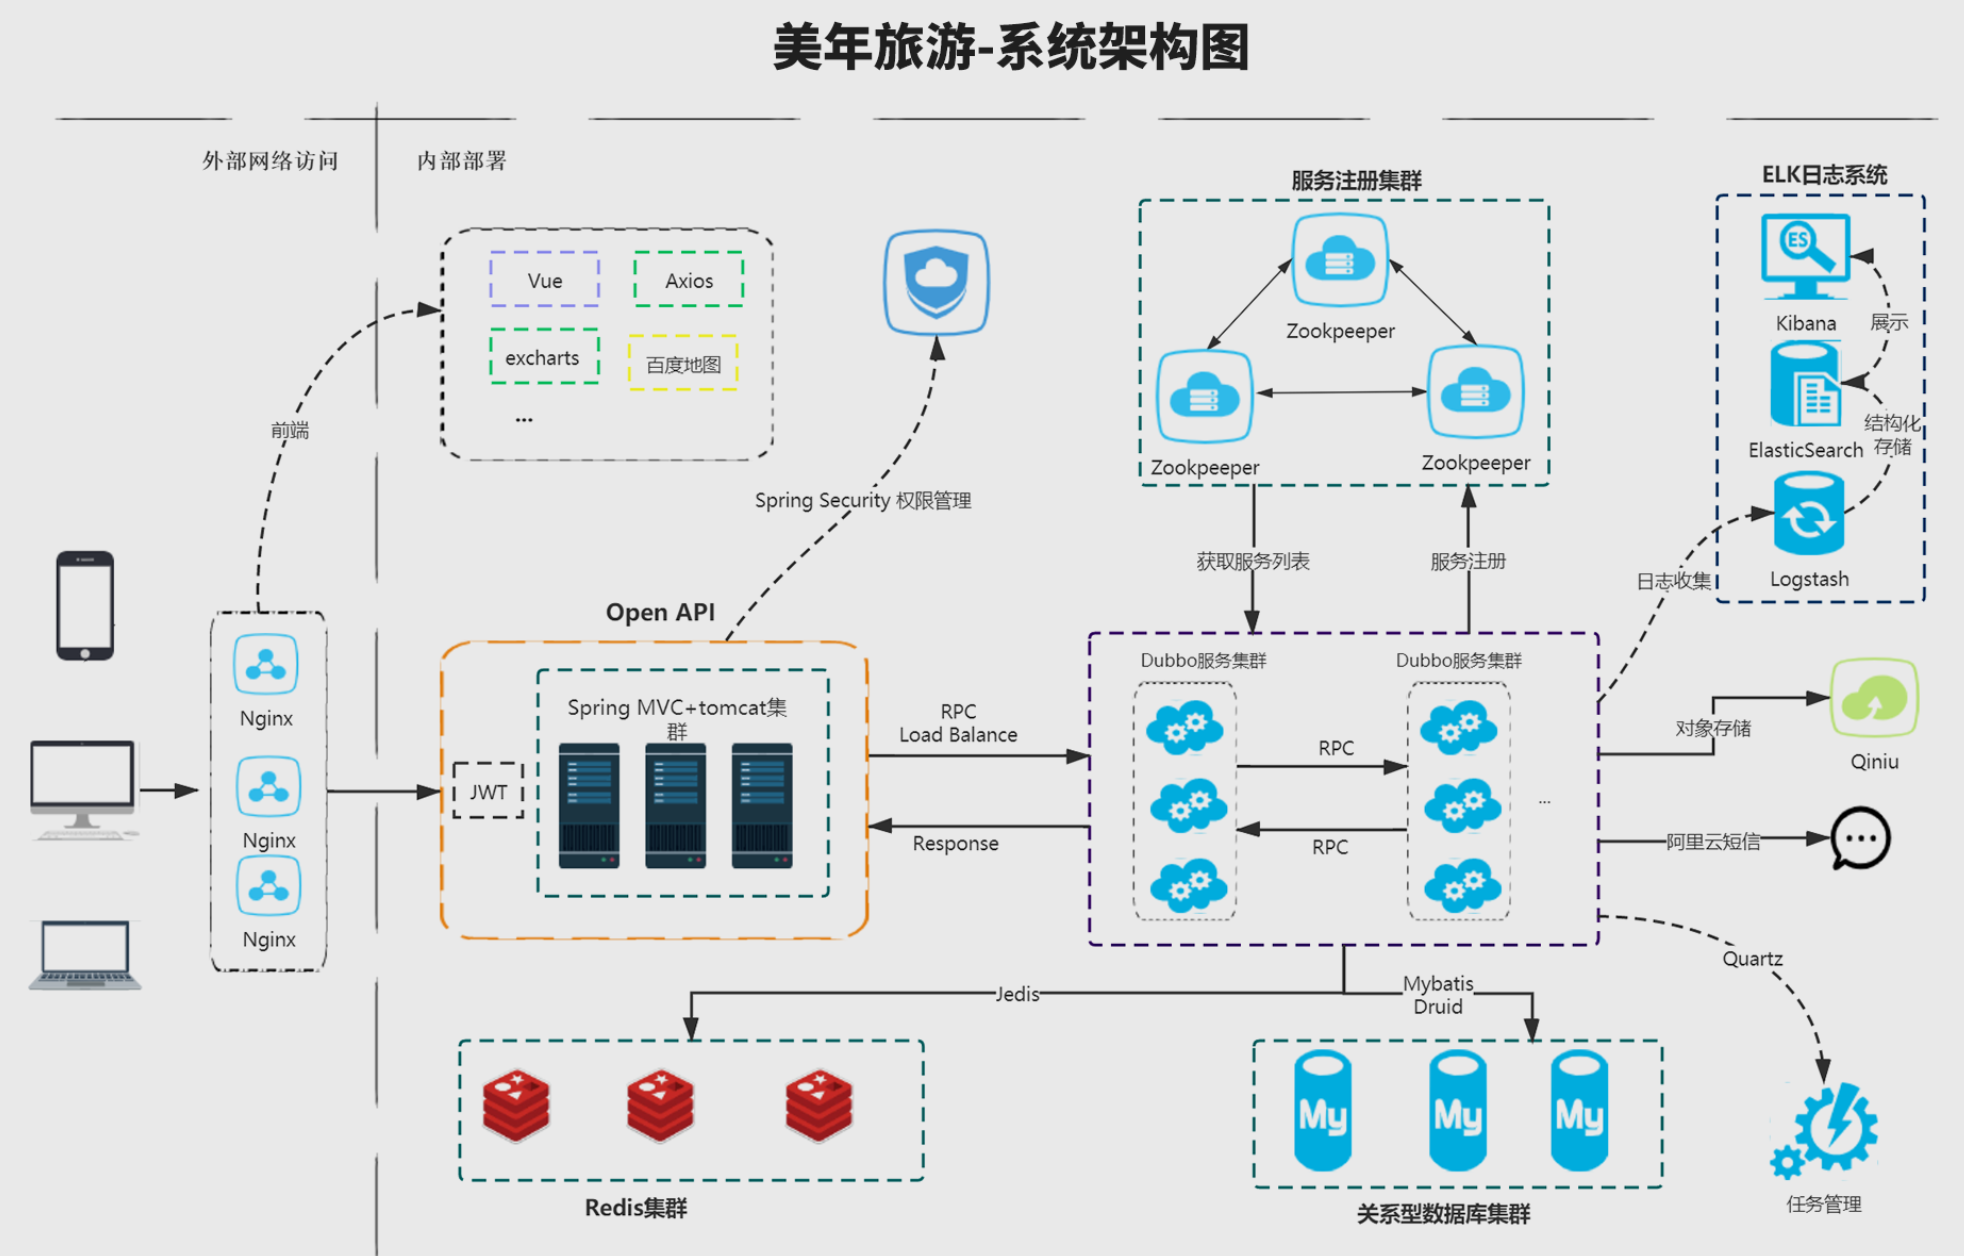 美年旅游-系统架构图
外部网络访问
内部部署
服务注册集群
ELK日志系统
Vue
Axios
excharts
百度地图
...
Zookpeeper
Zookpeeper
Zookpeeper
ES
Kibana
展示
ElasticSearch
结构化
存储
Logstash
前端
Spring Security 权限管理
获取服务列表
服务注册
日志收集
Open API
Nginx
Nginx
Nginx
JWT
Spring MVC+tomcat集
群
RPC
Load Balance
Response
Dubbo服务集群
Dubbo服务集群
RPC
RPC
...
对象存储
Qiniu
阿里云短信
Quartz
Jedis
Mybatis
Druid
My
My
My
Redis集群
关系型数据库集群
任务管理